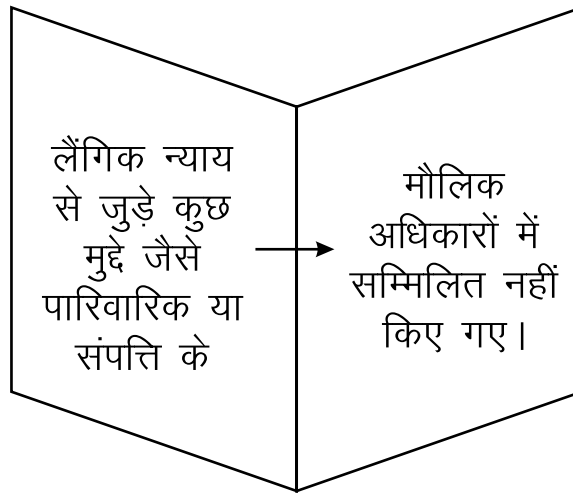 लैंगिक न्याय
से जुड़े कुछ
मुद्दे जैसे
पारिवारिक या
संपत्ति के
मौलिक
अधिकारों में
सम्मिलित नहीं
किए गए।